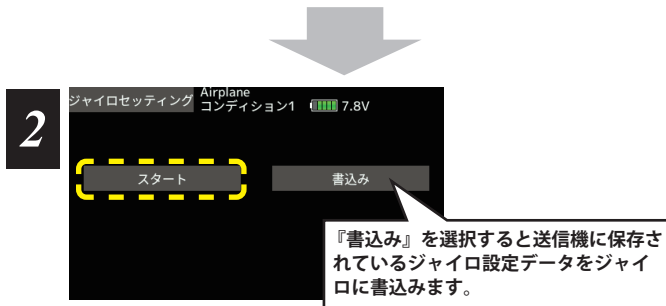 2
ジャイロセッティング
Airplane
コンディション1 7.8V
スタート
書込み
『書込み』を選択すると送信機に保存さ
れているジャイロ設定データをジャイ
ロに書込みます。